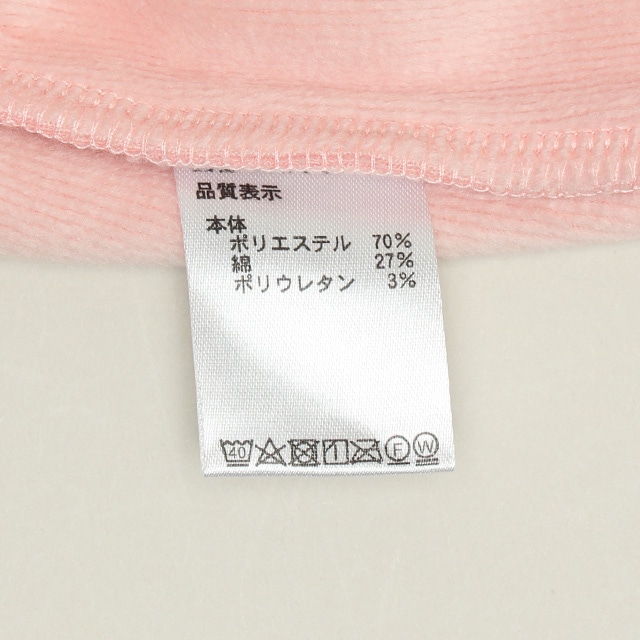 品質表示
本体
ポリエステル 70%
綿 27%
ポリウレタン 3%
40 F W